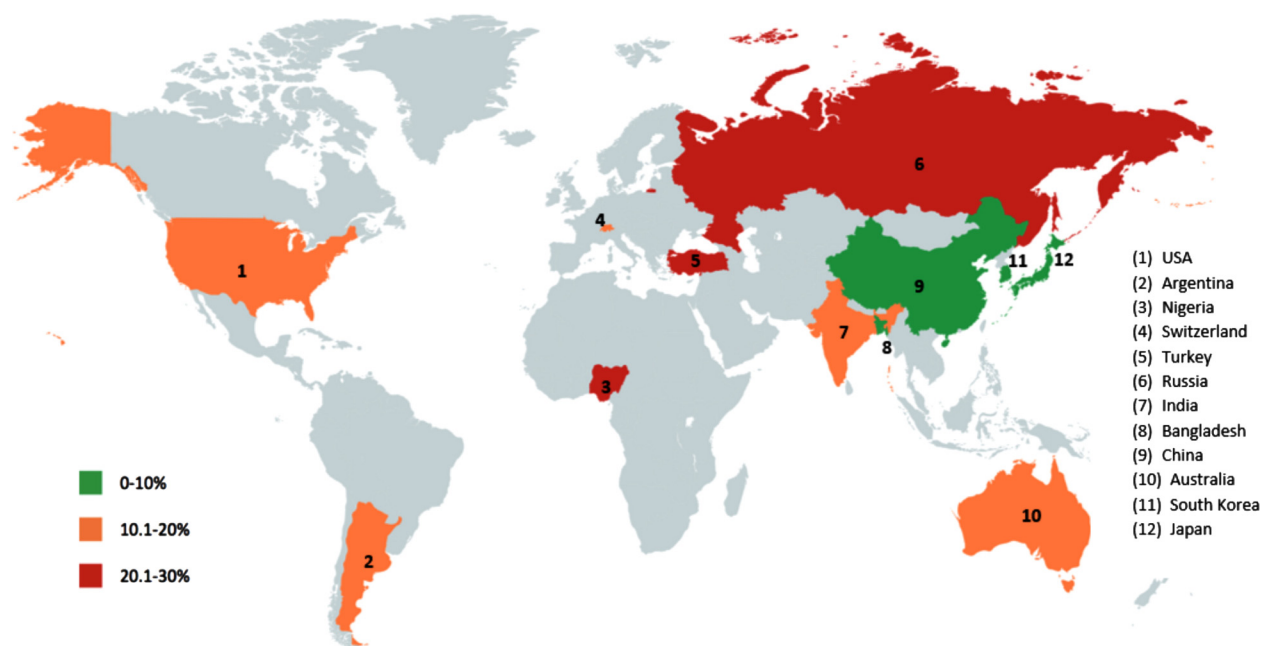 1
2
3
4
5
6
7
8
9
10
11
12
0-10%
10.1-20%
20.1-30%
(1) USA
(2) Argentina
(3) Nigeria
(4) Switzerland
(5) Turkey
(6) Russia
(7) India
(8) Bangladesh
(9) China
(10) Australia
(11) South Korea
(12) Japan